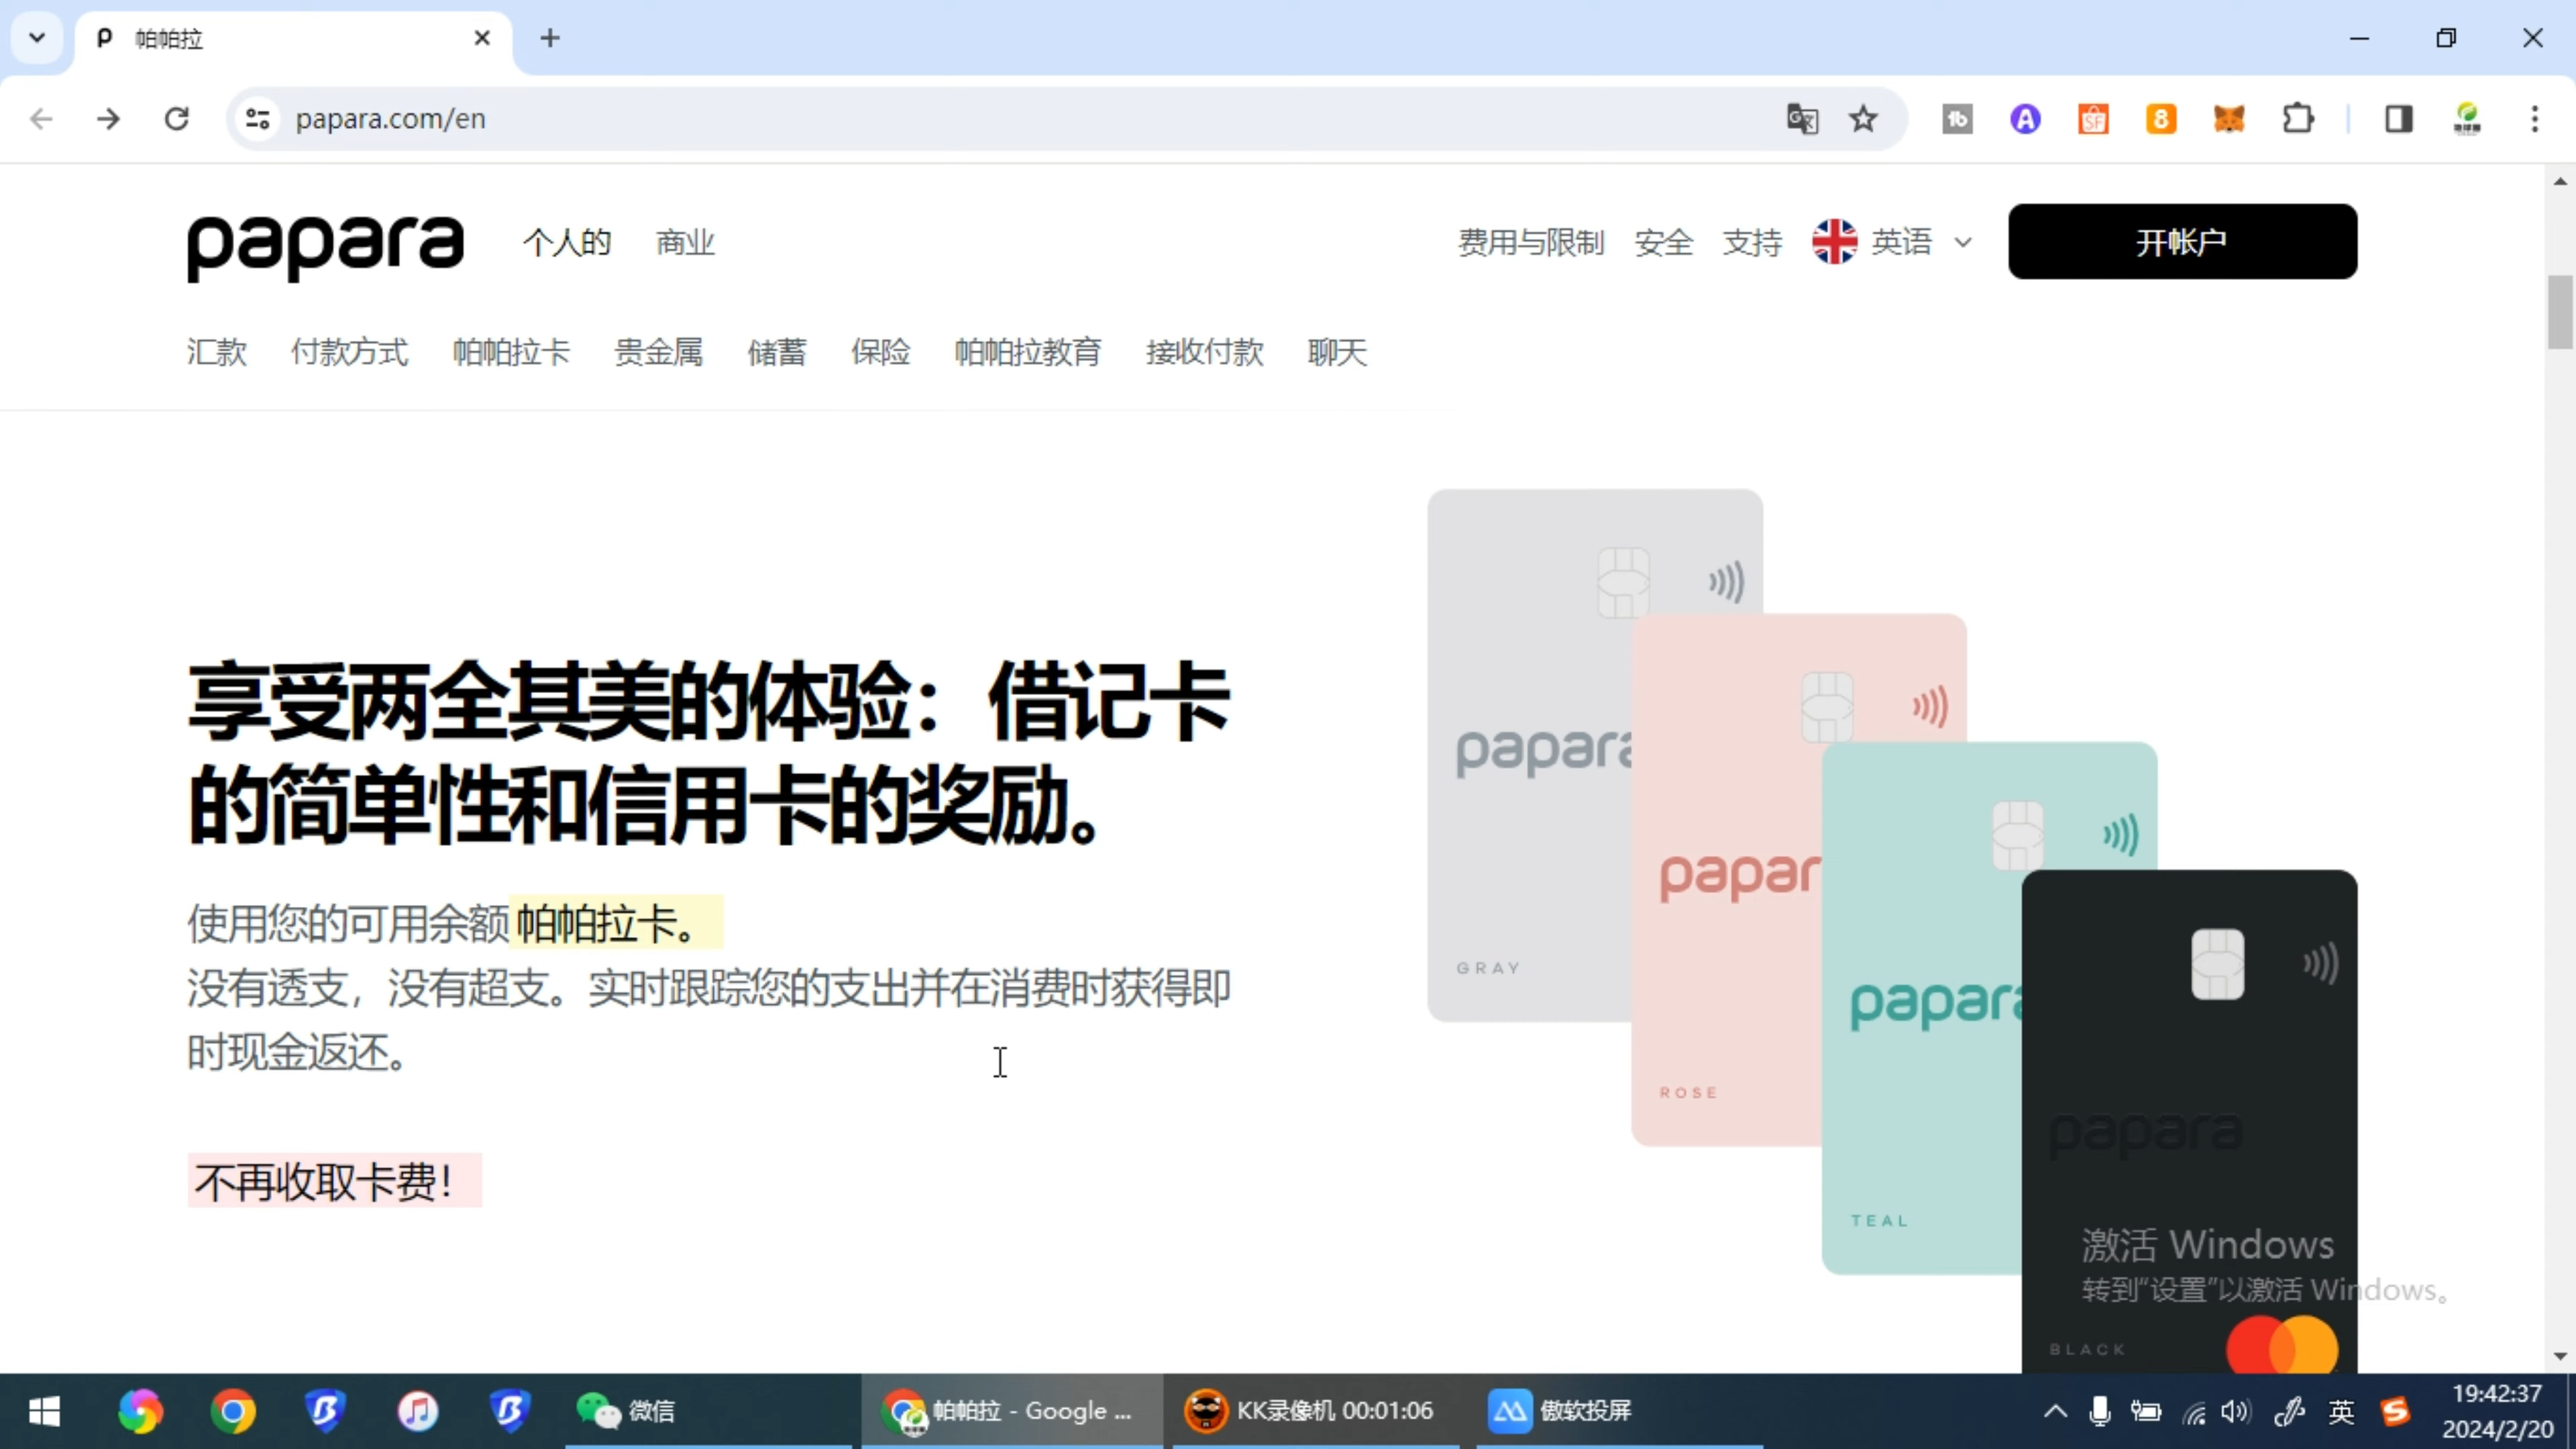 帕帕拉
papara.com/en
papara 个人的 商业 费用与限制 安全 支持 英语 开帐户
汇款 付款方式 帕帕拉卡 贵金属 储蓄 保险 帕帕拉教育 接收付款 聊天
享受两全其美的体验：借记卡
的简单性和信用卡的奖励。
使用您的可用余额 帕帕拉卡。
没有透支，没有超支。实时跟踪您的支出并在消费时获得即
时现金返还。
不再收取卡费！
papara
GRAY
papar
ROSE
papara
TEAL
papara
BLACK
激活 Windows
转到“设置”以激活 Windows。
微信
帕帕拉 - Google ...
KK录像机 00:01:06
傲软投屏
英
19:42:37
2024/2/20